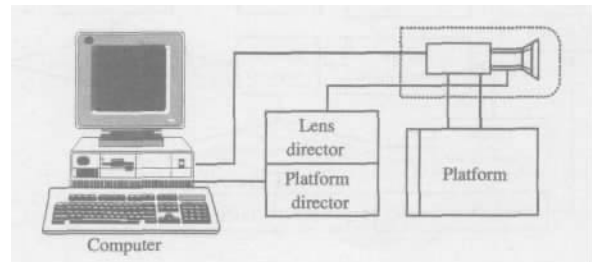 Lens
director
Platform
director
Platform
Computer